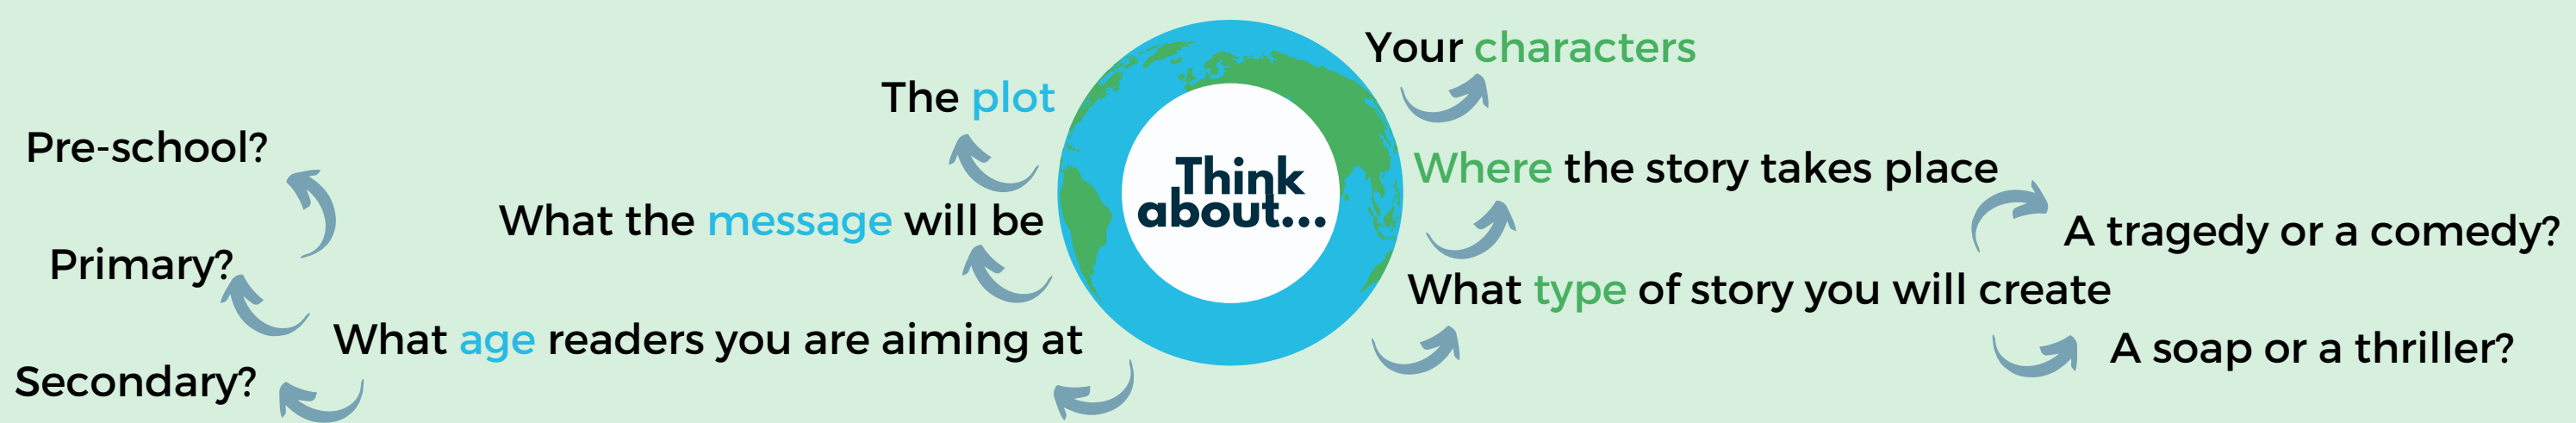 Think
about...
The plot
What the message will be
What age readers you are aiming at
Pre-school?
Primary?
Secondary?
Your characters
Where the story takes place
What type of story you will create
A tragedy or a comedy?
A soap or a thriller?